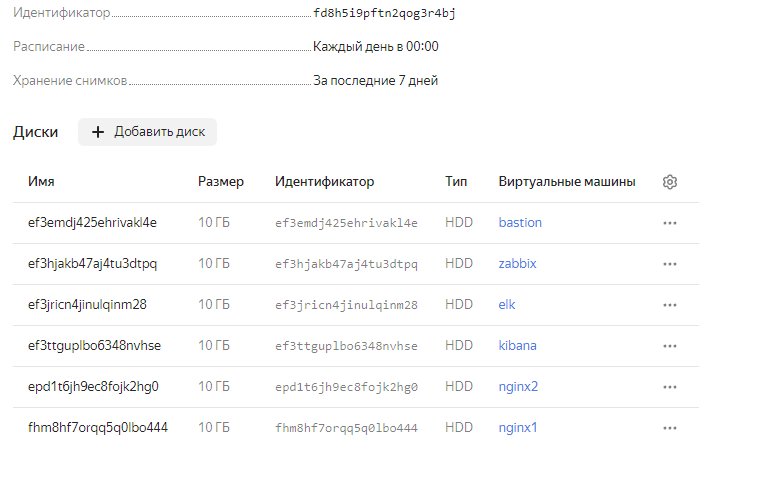 Идентификатор fd8h5i9pftn2qog3r4bj
Расписание Каждый день в 00:00
Хранение снимков За последние 7 дней
Диски + Добавить диск
Имя Размер Идентификатор Тип Виртуальные машины
ef3emdj425ehrivakl4e 10 ГБ ef3emdj425ehrivakl4e HDD bastion
ef3hjakb47aj4tu3dtpq 10 ГБ ef3hjakb47aj4tu3dtpq HDD zabbix
ef3jricn4jinulqinm28 10 ГБ ef3jricn4jinulqinm28 HDD elk
ef3ttguplbo6348nvhse 10 ГБ ef3ttguplbo6348nvhse HDD kibana
epd1t6jh9ec8fojk2hg0 10 ГБ epd1t6jh9ec8fojk2hg0 HDD nginx2
fhm8hf7orqq5q0lbo444 10 ГБ fhm8hf7orqq5q0lbo444 HDD nginx1